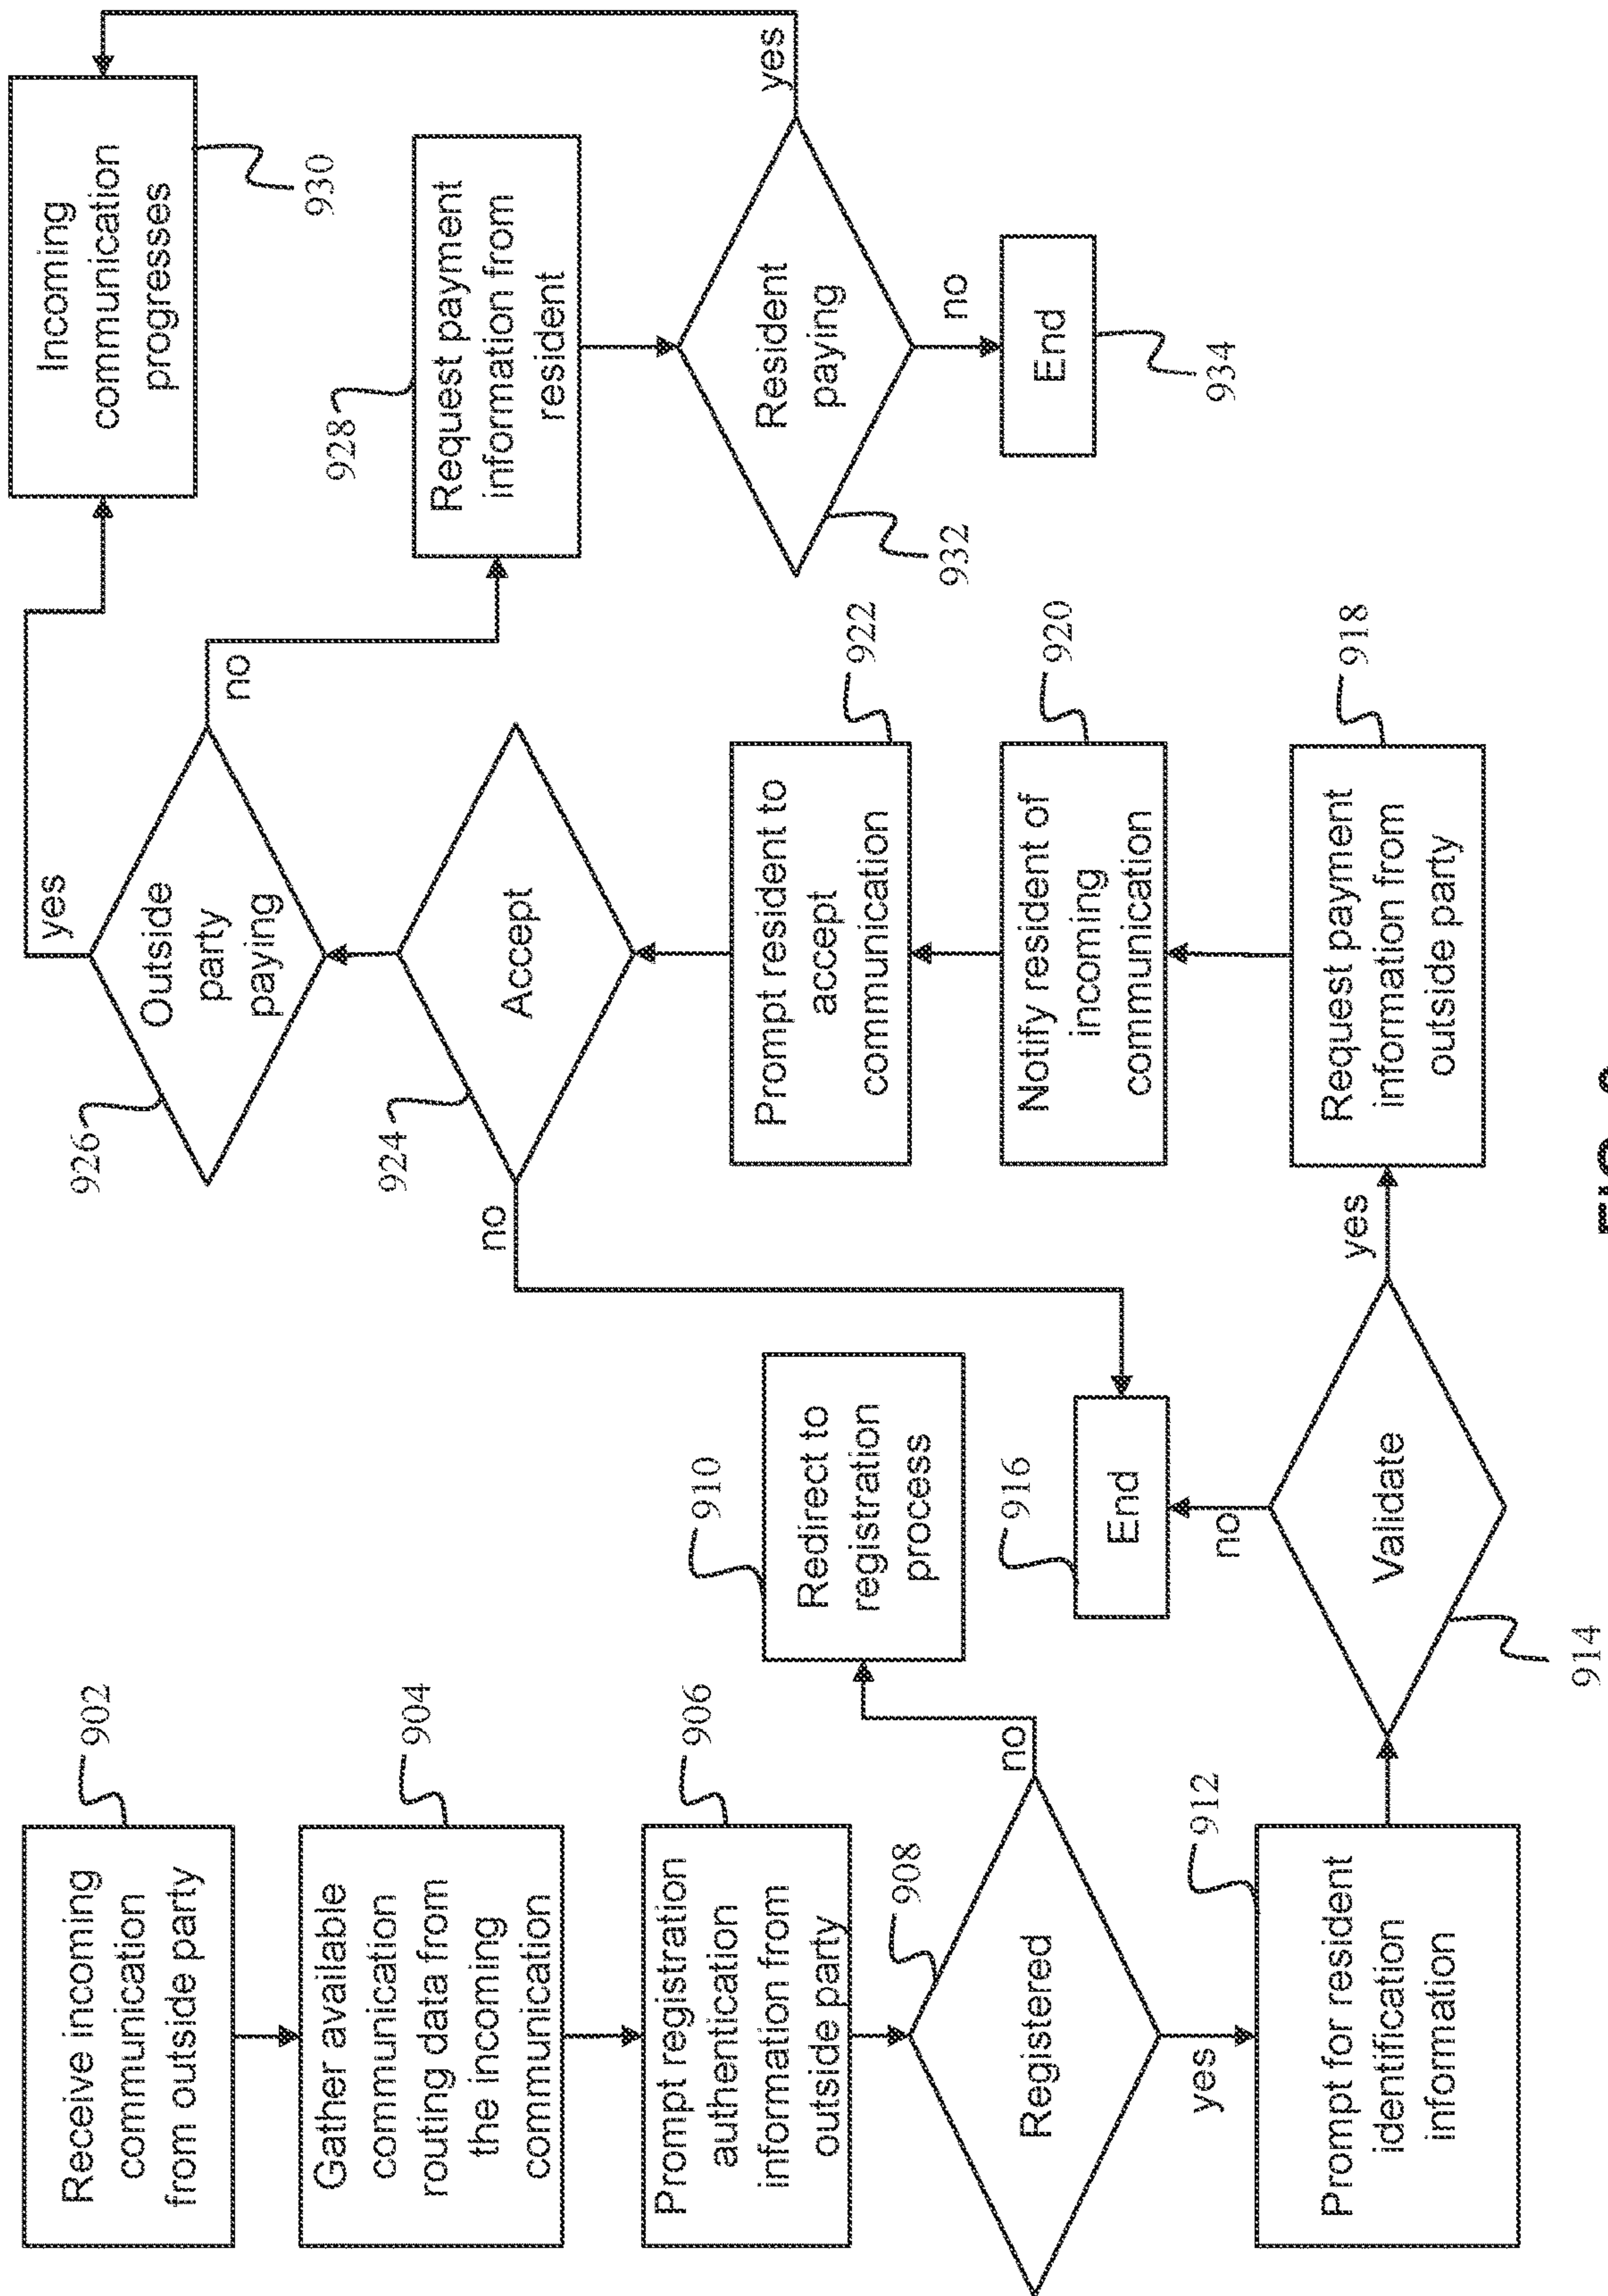 902
Receive incoming
communication
from outside party
904
Gather available
communication
routing data from
the incoming
communication
906
Prompt registration
authentication
information from
outside party
908
Registered
no
yes
910
Redirect to
registration
process
912
Prompt for resident
identification
information
914
Validate
no
yes
916
End
918
Request payment
information from
outside party
920
Notify resident of
incoming
communication
922
Prompt resident to
accept
communication
924
Accept
no
926
Outside
party
paying
yes
no
928
Request payment
information from
resident
930
Incoming
communication
progresses
932
Resident
paying
yes
no
934
End